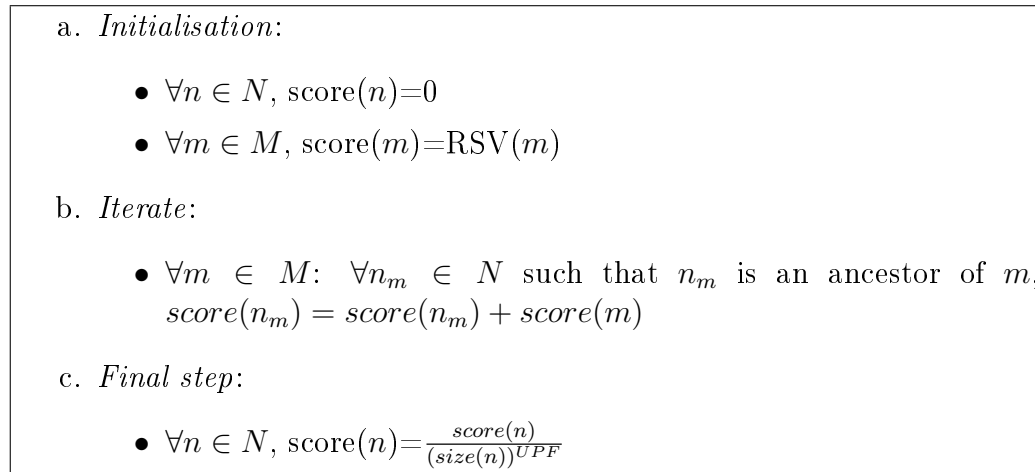 a. Initialisation:
• ∀n ∈ N, score(n)=0
• ∀m ∈ M, score(m)=RSV(m)
b. Iterate:
• ∀m ∈ M: ∀n_m ∈ N such that n_m is an ancestor of m,
score(n_m) = score(n_m) + score(m)
c. Final step:
• ∀n ∈ N, score(n)=\frac{score(n)}{(size(n))^{UPF}}